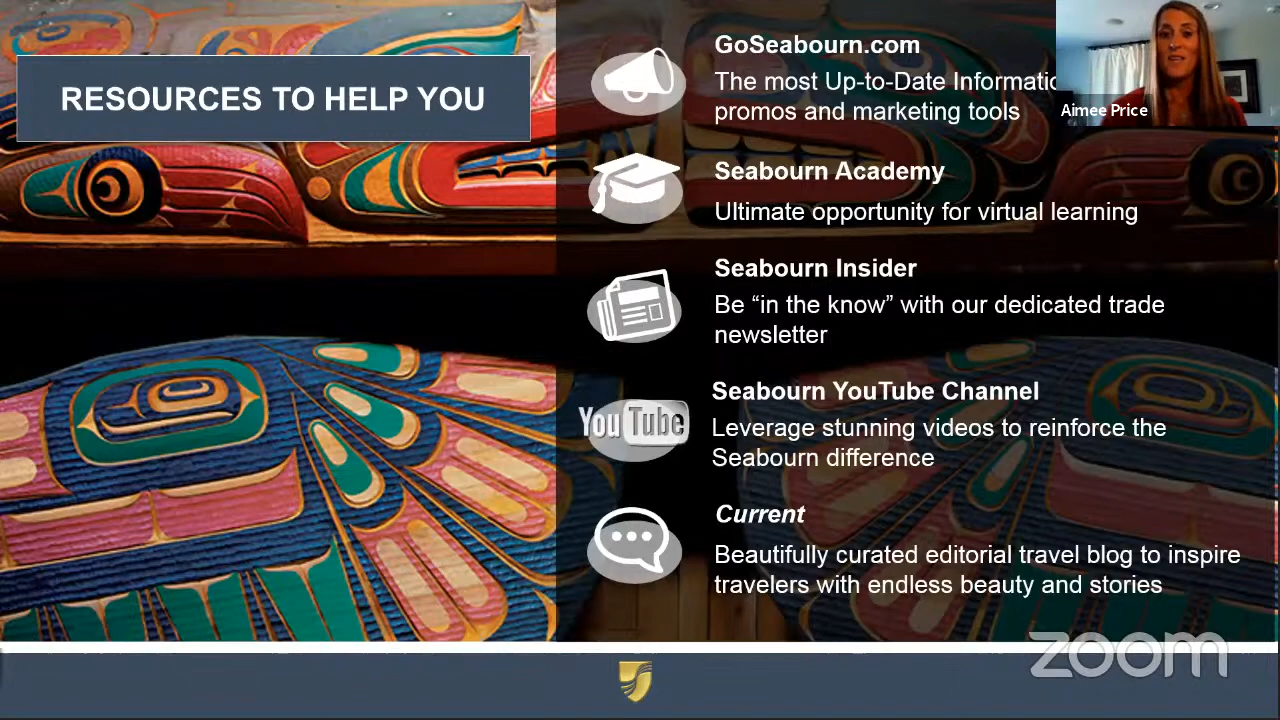 RESOURCES TO HELP YOU
GoSeabourn.com
The most Up-to-Date
promos and marketing tools
Aimee Price
Seabourn Academy
Ultimate opportunity for virtual learning
Seabourn Insider
Be “in the know” with our dedicated trade
newsletter
YouTube
Seabourn YouTube Channel
Leverage stunning videos to reinforce the
Seabourn difference
Current
Beautifully curated editorial travel blog to inspire
travelers with endless beauty and stories
zoom